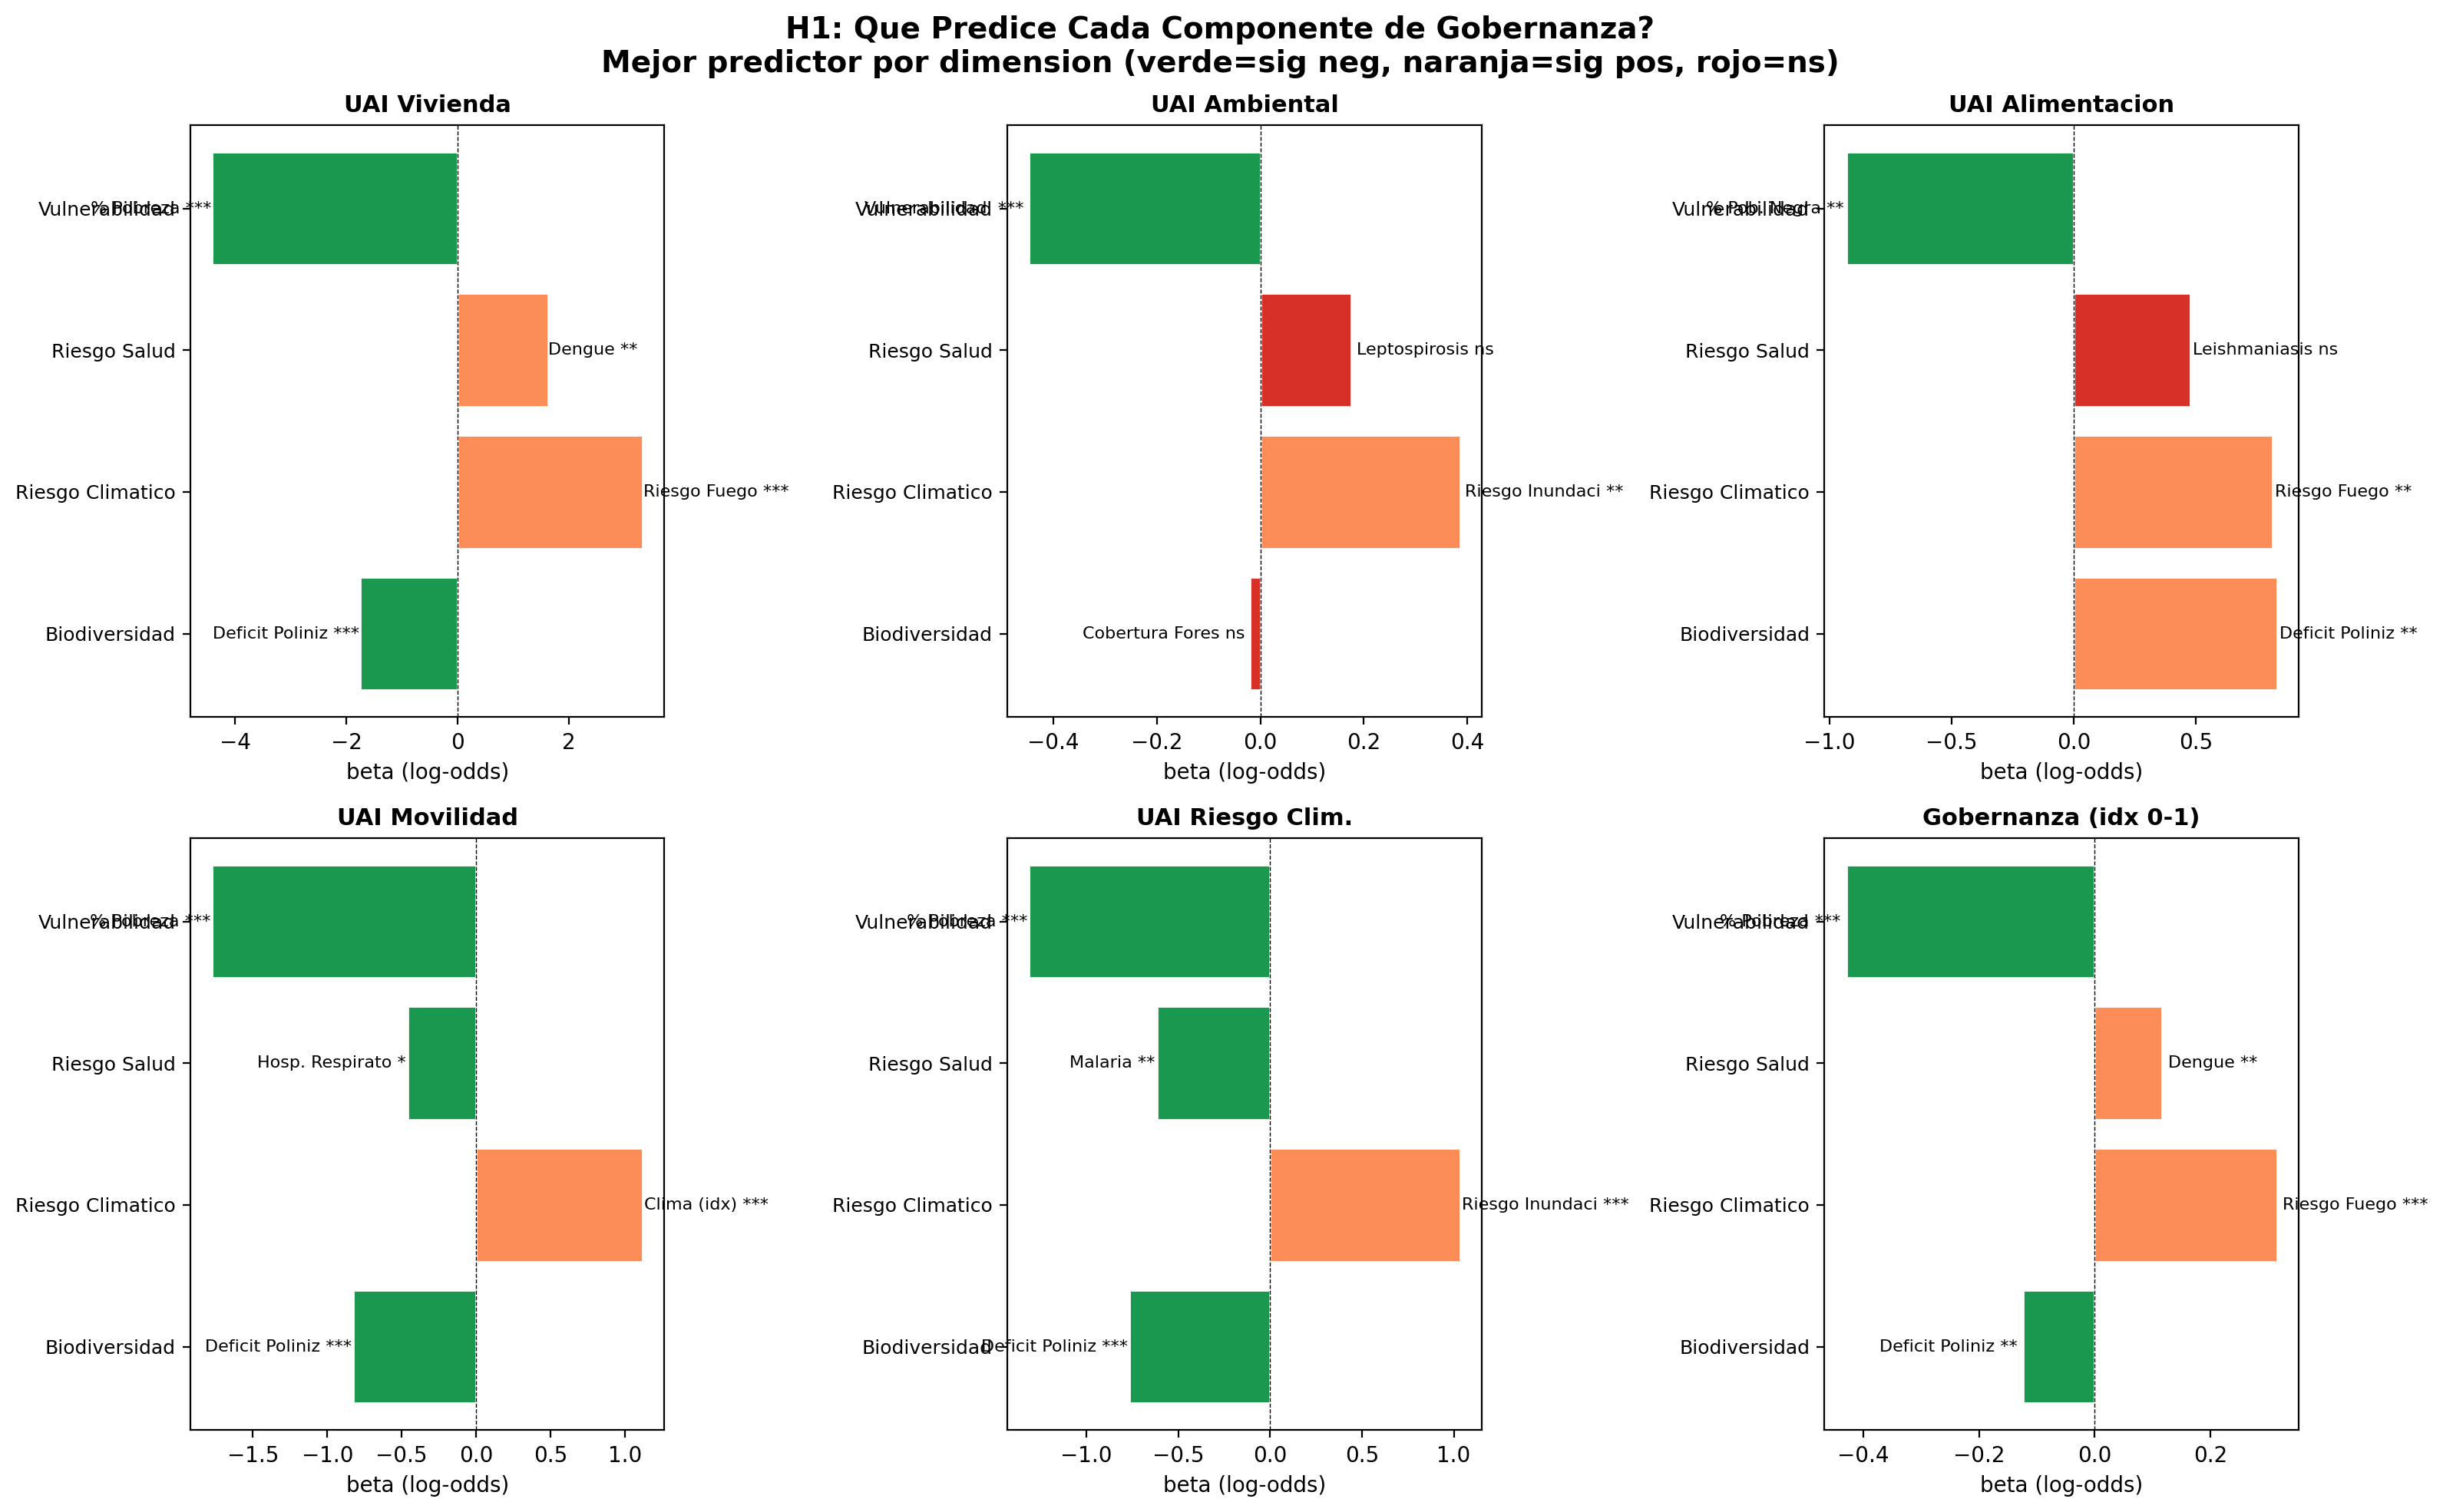 H1: Que Predice Cada Componente de Gobernanza?
Mejor predictor por dimension (verde=sig neg, naranja=sig pos, rojo=ns)
UAI Vivienda
Vulnerabilidad
% Pobreza ***
Riesgo Salud
Dengue **
Riesgo Climatico
Riesgo Fuego ***
Biodiversidad
Deficit Poliniz ***
−4 −2 0 2
beta (log-odds)
UAI Ambiental
Vulnerabilidad
Vulnerabilidad ***
Riesgo Salud
Leptospirosis ns
Riesgo Climatico
Riesgo Inundaci **
Biodiversidad
Cobertura Fores ns
−0.4 −0.2 0.0 0.2 0.4
beta (log-odds)
UAI Alimentacion
Vulnerabilidad
% Pob. Negra **
Riesgo Salud
Leishmaniasis ns
Riesgo Climatico
Riesgo Fuego **
Biodiversidad
Deficit Poliniz **
−1.0 −0.5 0.0 0.5
beta (log-odds)
UAI Movilidad
Vulnerabilidad
% Pobreza ***
Riesgo Salud
Hosp. Respirato *
Riesgo Climatico
Clima (idx) ***
Biodiversidad
Deficit Poliniz ***
−1.5 −1.0 −0.5 0.0 0.5 1.0
beta (log-odds)
UAI Riesgo Clim.
Vulnerabilidad
% Pobreza ***
Riesgo Salud
Malaria **
Riesgo Climatico
Riesgo Inundaci ***
Biodiversidad
Deficit Poliniz ***
−1.0 −0.5 0.0 0.5 1.0
beta (log-odds)
Gobernanza (idx 0-1)
Vulnerabilidad
% Pobreza ***
Riesgo Salud
Dengue **
Riesgo Climatico
Riesgo Fuego ***
Biodiversidad
Deficit Poliniz **
−0.4 −0.2 0.0 0.2
beta (log-odds)